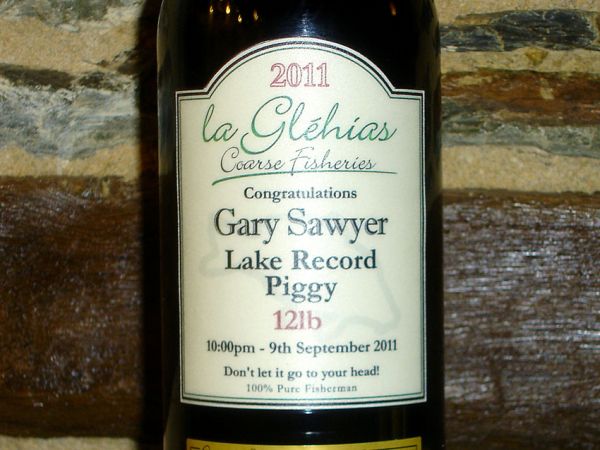 2011
la Gléhías
Coarse Fisheries
Congratulations
Gary Sawyer
Lake Record
Piggy
12lb
10:00pm - 9th September 2011
Don't let it go to your head!
100% Pure Fisherman